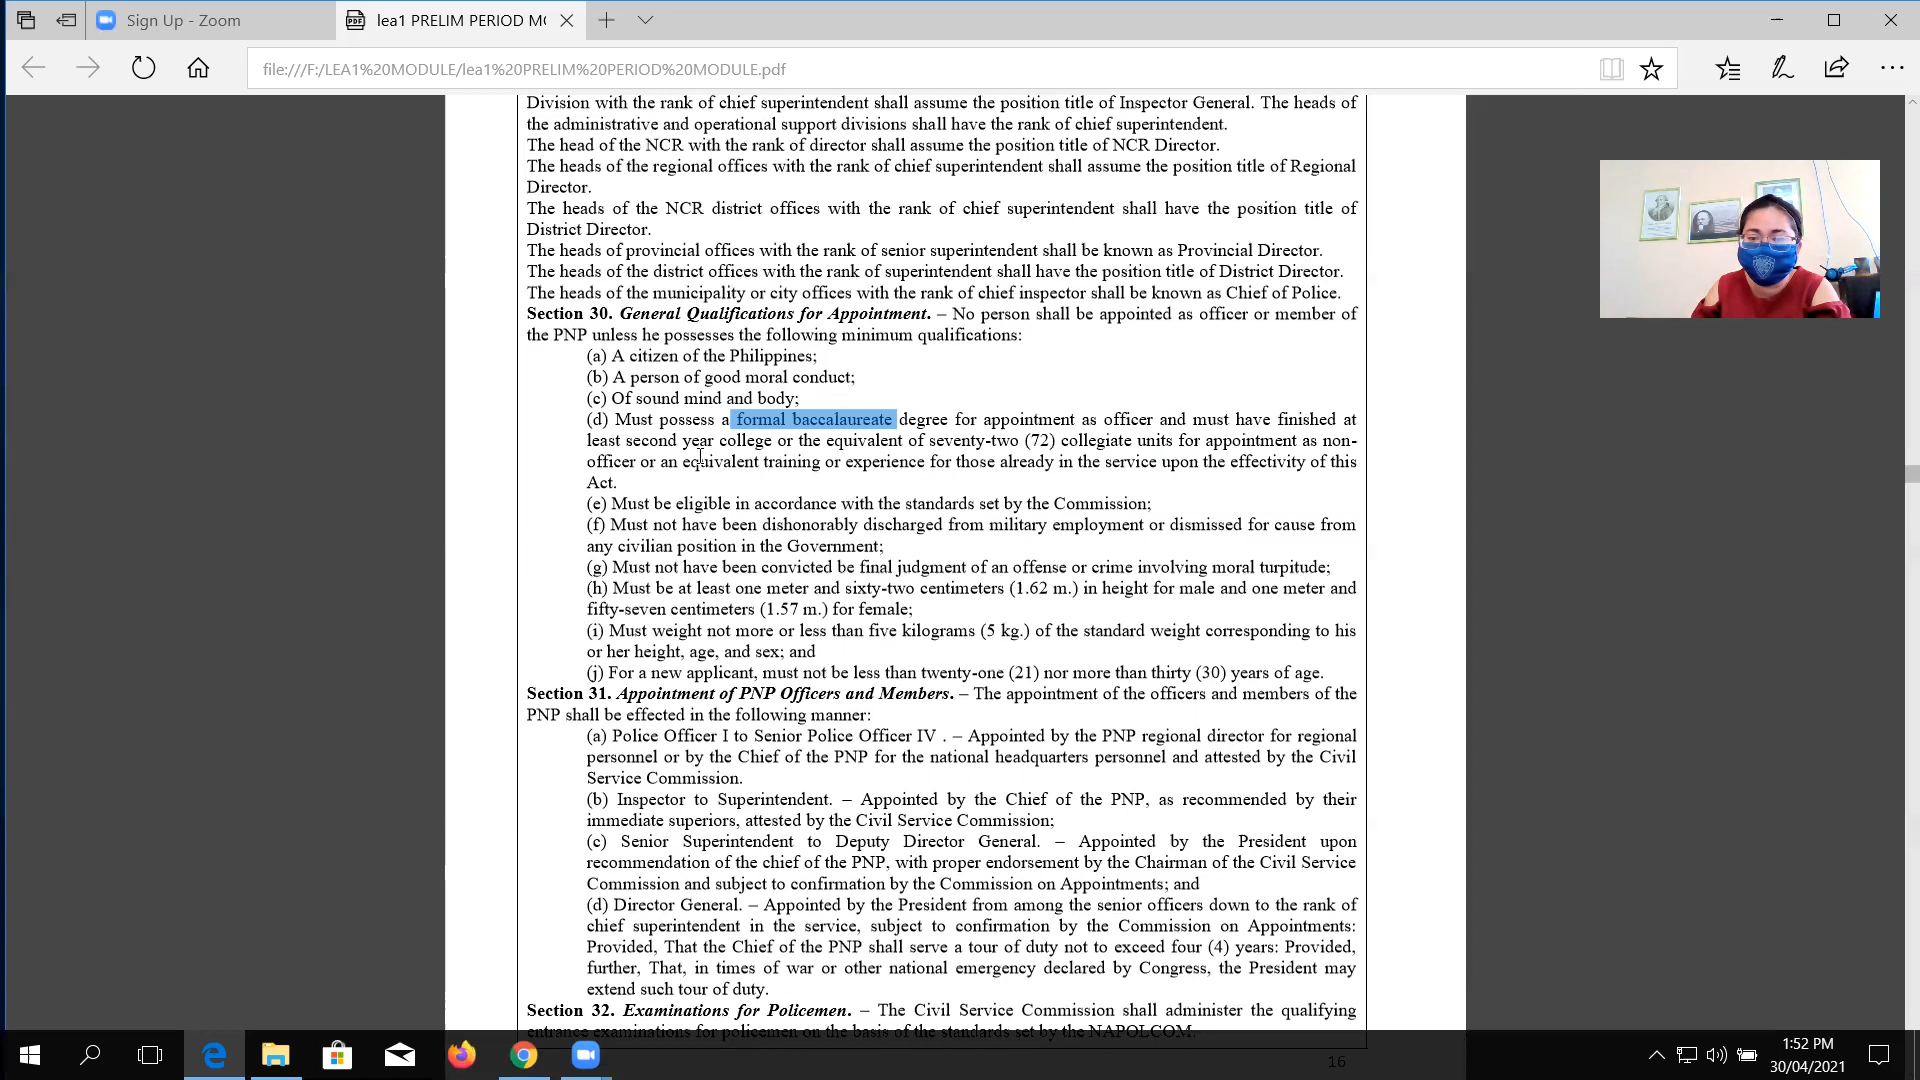 Sign Up - Zoom
lea1 PRELIM PERIOD MO
file:///F:/LEA1%20MODULE/lea1%20PRELIM%20PERIOD%20MODULE.pdf
Division with the rank of chief superintendent shall assume the position title of Inspector General. The heads of
the administrative and operational support divisions shall have the rank of chief superintendent.
The head of the NCR with the rank of director shall assume the position title of NCR Director.
The heads of the regional offices with the rank of chief superintendent shall assume the position title of Regional
Director.
The heads of the NCR district offices with the rank of chief superintendent shall have the position title of
District Director.
The heads of provincial offices with the rank of senior superintendent shall be known as Provincial Director.
The heads of the district offices with the rank of superintendent shall have the position title of District Director.
The heads of the municipality or city offices with the rank of chief inspector shall be known as Chief of Police.
Section 30. General Qualifications for Appointment. – No person shall be appointed as officer or member of
the PNP unless he possesses the following minimum qualifications:
(a) A citizen of the Philippines;
(b) A person of good moral conduct;
(c) Of sound mind and body;
(d) Must possess a formal baccalaureate degree for appointment as officer and must have finished at
least second year college or the equivalent of seventy-two (72) collegiate units for appointment as non-
officer or an equivalent training or experience for those already in the service upon the effectivity of this
Act.
(e) Must be eligible in accordance with the standards set by the Commission;
(f) Must not have been dishonorably discharged from military employment or dismissed for cause from
any civilian position in the Government;
(g) Must not have been convicted be final judgment of an offense or crime involving moral turpitude;
(h) Must be at least one meter and sixty-two centimeters (1.62 m.) in height for male and one meter and
fifty-seven centimeters (1.57 m.) for female;
(i) Must weight not more or less than five kilograms (5 kg.) of the standard weight corresponding to his
or her height, age, and sex; and
(j) For a new applicant, must not be less than twenty-one (21) nor more than thirty (30) years of age.
Section 31. Appointment of PNP Officers and Members. – The appointment of the officers and members of the
PNP shall be effected in the following manner:
(a) Police Officer I to Senior Police Officer IV . – Appointed by the PNP regional director for regional
personnel or by the Chief of the PNP for the national headquarters personnel and attested by the Civil
Service Commission.
(b) Inspector to Superintendent. – Appointed by the Chief of the PNP, as recommended by their
immediate superiors, attested by the Civil Service Commission;
(c) Senior Superintendent to Deputy Director General. – Appointed by the President upon
recommendation of the chief of the PNP, with proper endorsement by the Chairman of the Civil Service
Commission and subject to confirmation by the Commission on Appointments; and
(d) Director General. – Appointed by the President from among the senior officers down to the rank of
chief superintendent in the service, subject to confirmation by the Commission on Appointments:
Provided, That the Chief of the PNP shall serve a tour of duty not to exceed four (4) years: Provided,
further, That, in times of war or other national emergency declared by Congress, the President may
extend such tour of duty.
Section 32. Examinations for Policemen. – The Civil Service Commission shall administer the qualifying
entrance examinations for policemen on the basis of the standards set by the NAPOLCOM.
16
1:52 PM
30/04/2021